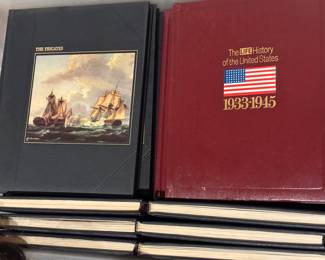 THE FRIGATES
The LIFE History
of the United States
1933-1945